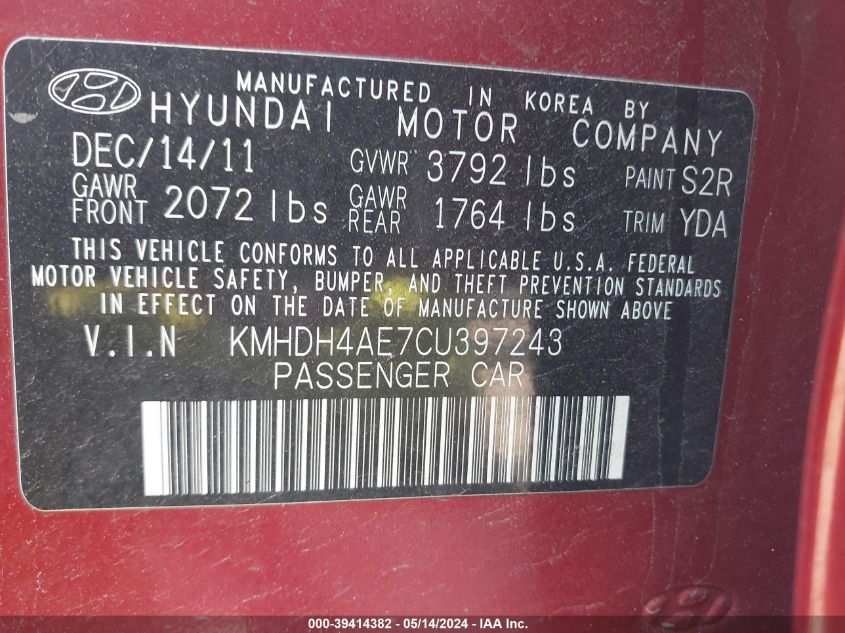 MANUFACTURED IN KOREA BY
HYUNDAI MOTOR COMPANY
DEC/14/11 GVWR 3792 lbs PAINT S2R
GAWR FRONT 2072 lbs GAWR REAR 1764 lbs TRIM YDA
THIS VEHICLE CONFORMS TO ALL APPLICABLE U.S.A. FEDERAL
MOTOR VEHICLE SAFETY, BUMPER, AND THEFT PREVENTION STANDARDS
IN EFFECT ON THE DATE OF MANUFACTURE SHOWN ABOVE
V.I.N KMHDH4AE7CU397243
PASSENGER CAR
000-39414382 - 05/14/2024 - IAA Inc.